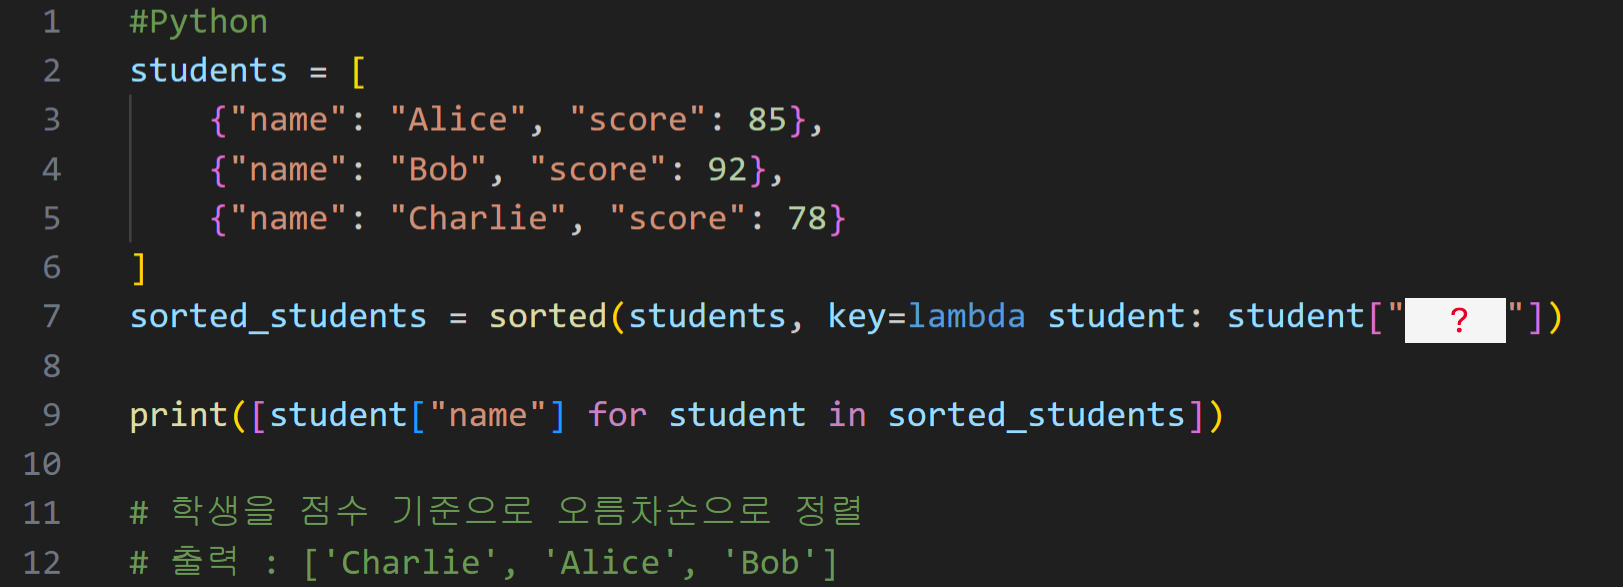 1 #Python
2 students = [
3     {"name": "Alice", "score": 85},
4     {"name": "Bob", "score": 92},
5     {"name": "Charlie", "score": 78}
6 ]
7 sorted_students = sorted(students, key=lambda student: student["?"])
8
9 print([student["name"] for student in sorted_students])
10
11 # 학생을 점수 기준으로 오름차순으로 정렬
12 # 출력 : ['Charlie', 'Alice', 'Bob']